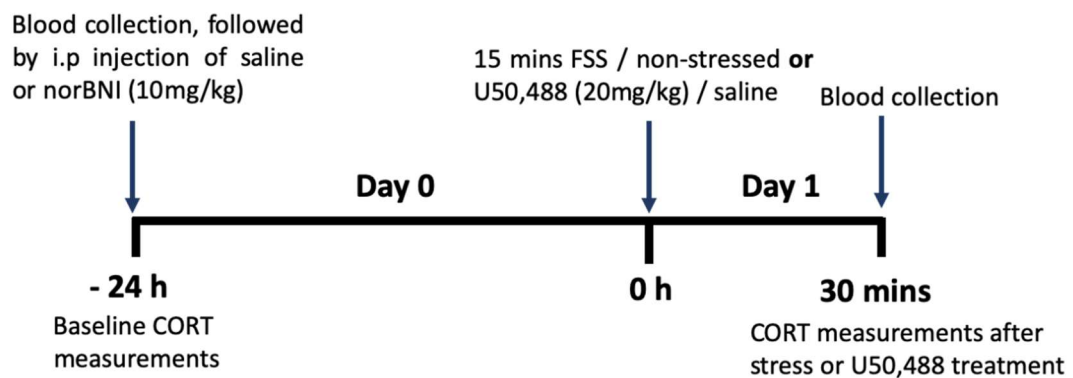 Blood collection, followed
by i.p injection of saline
or norBNI (10mg/kg)
15 mins FSS / non-stressed or
U50,488 (20mg/kg) / saline
Blood collection
Day 0
Day 1
- 24 h
0 h
30 mins
Baseline CORT
measurements
CORT measurements after
stress or U50,488 treatment